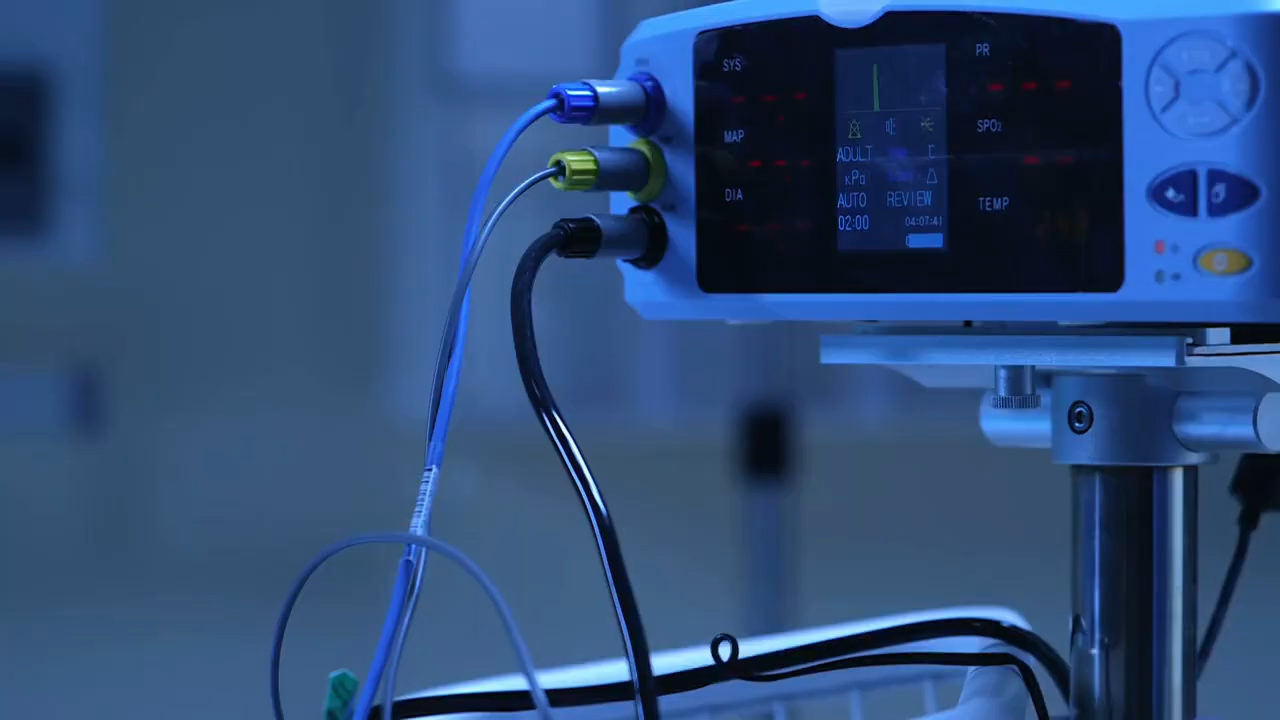 SYS
PR
MAP
SPO₂
ADULT
kPa
DIA
AUTO
REVIEW
TEMP
02:00
04:07:41